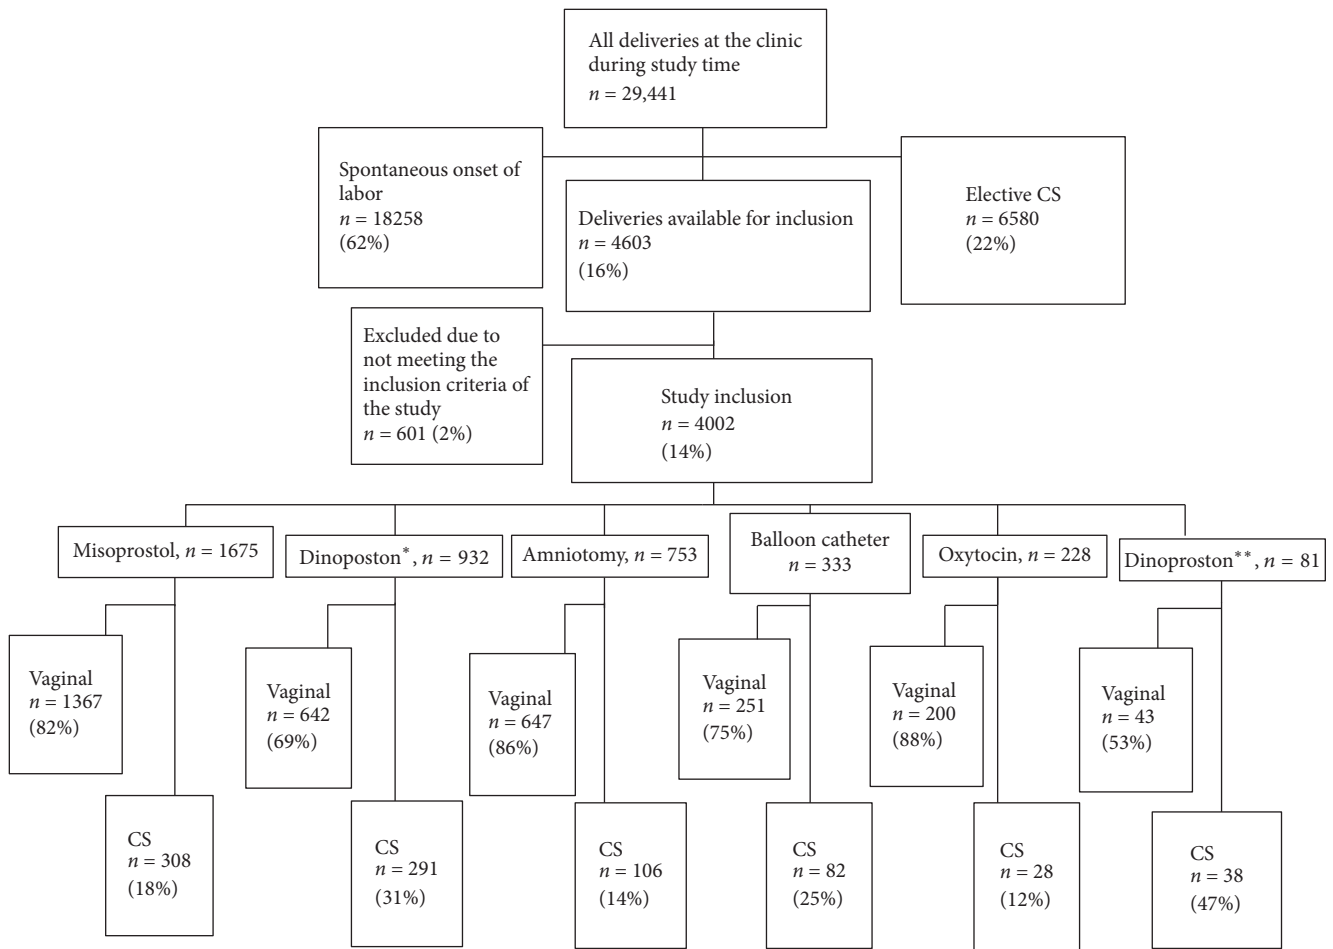 All deliveries at the clinic
during study time
n = 29,441
Spontaneous onset of
labor
n = 18258
(62%)
Deliveries available for inclusion
n = 4603
(16%)
Elective CS
n = 6580
(22%)
Excluded due to
not meeting the
inclusion criteria of
the study
n = 601 (2%)
Study inclusion
n = 4002
(14%)
Misoprostol, n = 1675
Dinoposton*, n = 932
Amniotomy, n = 753
Balloon catheter
n = 333
Oxytocin, n = 228
Dinoproston**, n = 81
Vaginal
n = 1367
(82%)
Vaginal
n = 642
(69%)
Vaginal
n = 647
(86%)
Vaginal
n = 251
(75%)
Vaginal
n = 200
(88%)
Vaginal
n = 43
(53%)
CS
n = 308
(18%)
CS
n = 291
(31%)
CS
n = 106
(14%)
CS
n = 82
(25%)
CS
n = 28
(12%)
CS
n = 38
(47%)